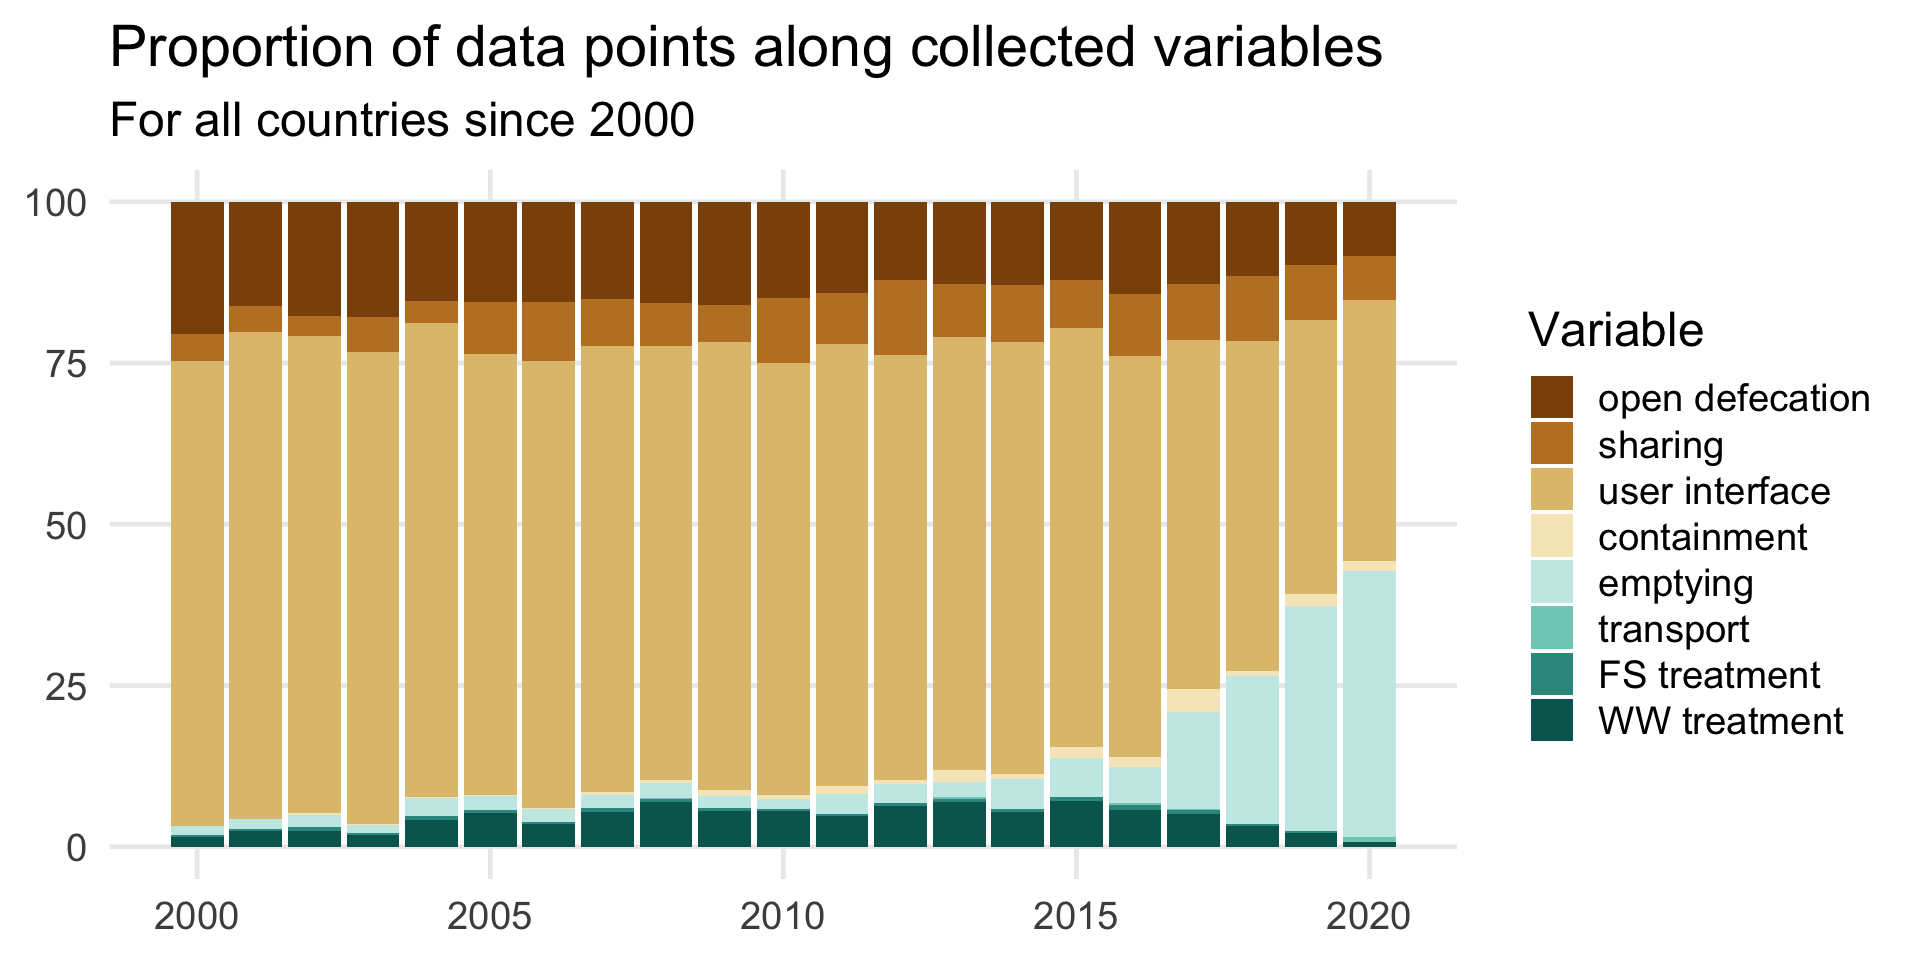 Proportion of data points along collected variables
For all countries since 2000
100
75
50
25
0
2000 2005 2010 2015 2020
Variable
open defecation
sharing
user interface
containment
emptying
transport
FS treatment
WW treatment